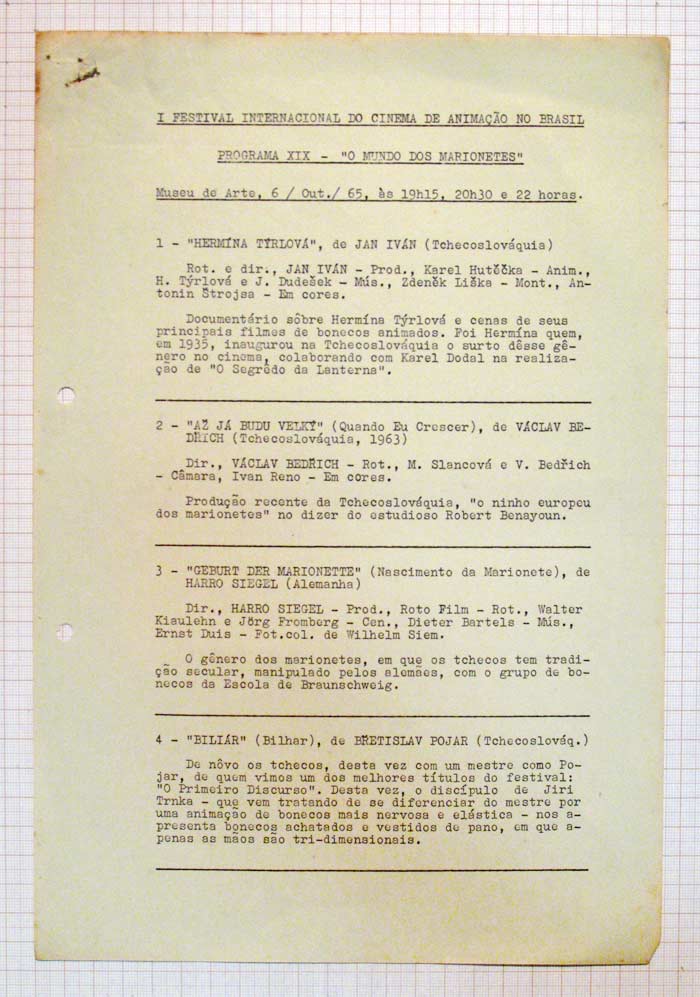 I FESTIVAL INTERNACIONAL DO CINEMA DE ANIMAÇÃO NO BRASIL
PROGRAMA XIX - "O MUNDO DOS MARIONETES"
Museu de Arte, 6 / Out./ 65, às 19h15, 20h30 e 22 horas.
1 - "HERMÍNA TÝRLOVÁ", de JAN IVÁN (Tchecoslováquia)
Rot. e dir., JAN IVÁN - Prod., Karel Hutěčka - Anim.,
H. Týrlová e J. Dudešek - Mús., Zdeněk Liška - Mont., An-
tonin Štrojsa - Em cores.
Documentário sôbre Hermína Týrlová e cenas de seus
principais filmes de bonecos animados. Foi Hermína quem,
em 1935, inaugurou na Tchecoslováquia o surto dêsse gê-
nero no cinema, colaborando com Karel Dodal na realiza-
ção de "O Segrêdo da Lanterna".
2 - "AŽ JÁ BUDU VELKÝ" (Quando Eu Crescer), de VÁCLAV BE-
DŘICH (Tchecoslováquia, 1963)
Dir., VÁCLAV BEDŘICH - Rot., M. Slancová e V. Bedřich
- Câmara, Ivan Reno - Em cores.
Produção recente da Tchecoslováquia, "o ninho europeu
dos marionetes" no dizer do estudioso Robert Benayoun.
3 - "GEBURT DER MARIONETTE" (Nascimento da Marionete), de
HARRO SIEGEL (Alemanha)
Dir., HARRO SIEGEL - Prod., Roto Film - Rot., Walter
Kiaulehn e Jörg Fromberg - Cen., Dieter Bartels - Mús.,
Ernst Duis - Fot.col. de Wilhelm Siem.
O gênero dos marionetes, em que os tchecos tem tradi-
ção secular, manipulado pelos alemães, com o grupo de bo-
necos da Escola de Braunschweig.
4 - "BILIÁR" (Bilhar), de BŘETISLAV POJAR (Tchecoslováq.)
De nôvo os tchecos, desta vez com um mestre como Po-
jar, de quem vimos um dos melhores títulos do festival:
"O Primeiro Discurso". Desta vez, o discípulo de Jiri
Trnka - que vem tratando de se diferenciar do mestre por
uma animação de bonecos mais nervosa e elástica - nos a-
presenta bonecos achatados e vestidos de pano, em que a-
penas as mãos são tri-dimensionais.